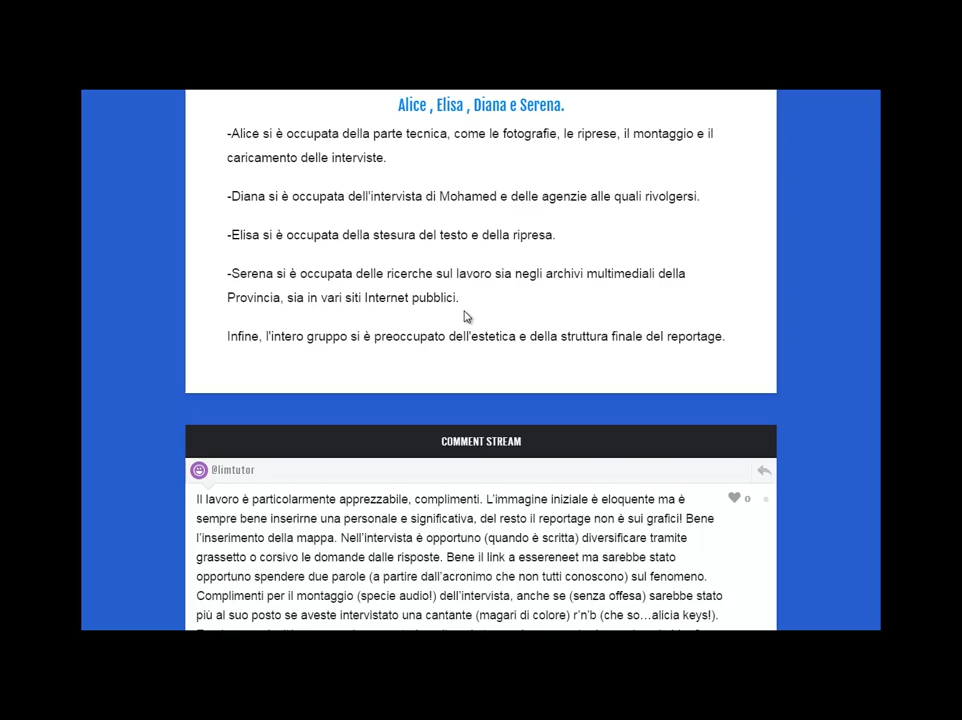 Alice , Elisa , Diana e Serena.
-Alice si è occupata della parte tecnica, come le fotografie, le riprese, il montaggio e il
caricamento delle interviste.
-Diana si è occupata dell'intervista di Mohamed e delle agenzie alle quali rivolgersi.
-Elisa si è occupata della stesura del testo e della ripresa.
-Serena si è occupata delle ricerche sul lavoro sia negli archivi multimediali della
Provincia, sia in vari siti Internet pubblici.
Infine, l'intero gruppo si è preoccupato dell'estetica e della struttura finale del reportage.
COMMENT STREAM
@limtutor
Il lavoro è particolarmente apprezzabile, complimenti. L'immagine iniziale è eloquente ma è
0
sempre bene inserirne una personale e significativa, del resto il reportage non è sui grafici! Bene
l'inserimento della mappa. Nell'intervista è opportuno (quando è scritta) diversificare tramite
grassetto o corsivo le domande dalle risposte. Bene il link a essereneet ma sarebbe stato
opportuno spendere due parole (a partire dall'acronimo che non tutti conoscono) sul fenomeno.
Complimenti per il montaggio (specie audio!) dell'intervista, anche se (senza offesa) sarebbe stato
più al suo posto se aveste intervistato una cantante (magari di colore) r'n'b (che so…alicia keys!).